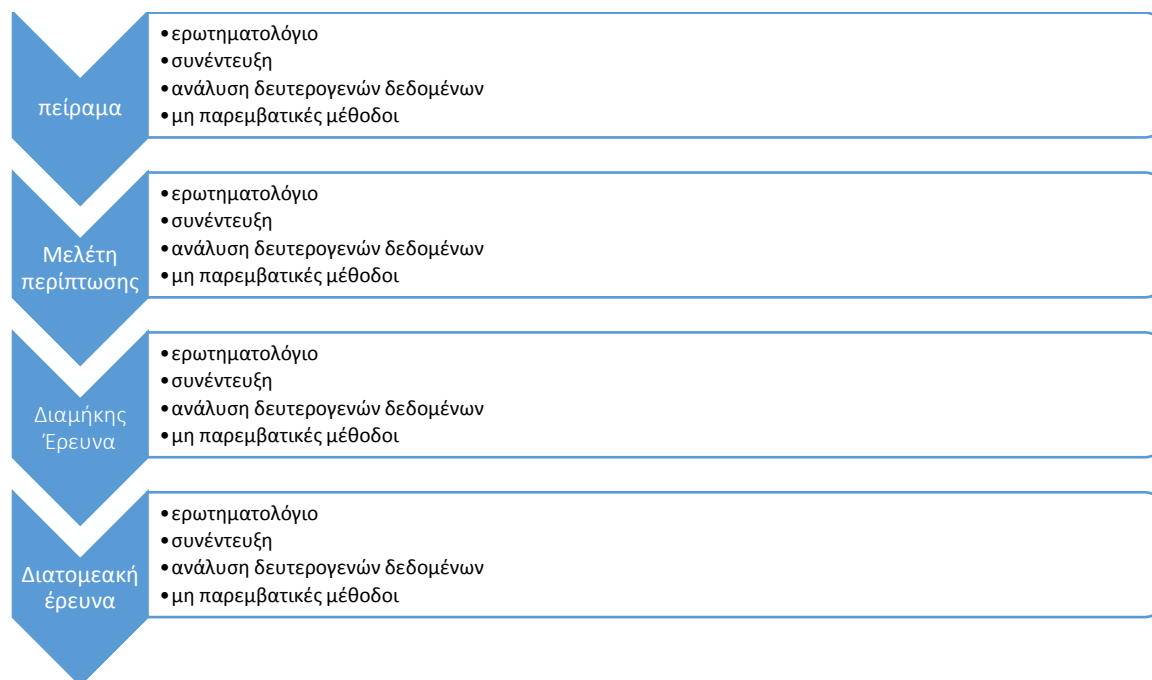 πείραμα
•ερωτηματολόγιο
•συνέντευξη
•ανάλυση δευτερογενών δεδομένων
•μη παρεμβατικές μέθοδοι
Μελέτη
περίπτωσης
•ερωτηματολόγιο
•συνέντευξη
•ανάλυση δευτερογενών δεδομένων
•μη παρεμβατικές μέθοδοι
Διαμήκης
Έρευνα
•ερωτηματολόγιο
•συνέντευξη
•ανάλυση δευτερογενών δεδομένων
•μη παρεμβατικές μέθοδοι
Διατομεακή
έρευνα
•ερωτηματολόγιο
•συνέντευξη
•ανάλυση δευτερογενών δεδομένων
•μη παρεμβατικές μέθοδοι